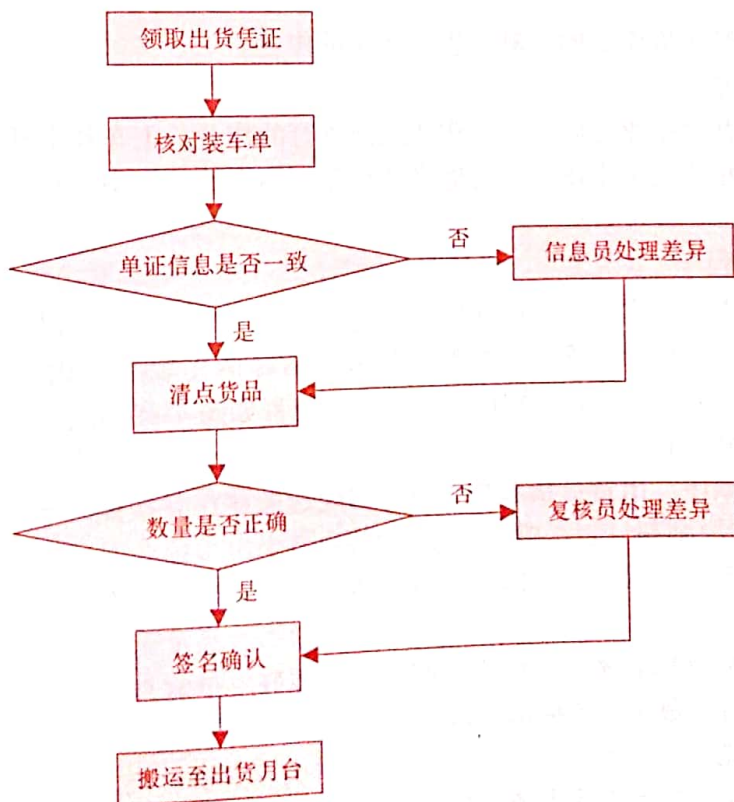 领取出货凭证
核对装车单
单证信息是否一致
否
信息员处理差异
是
清点货品
数量是否正确
否
复核员处理差异
是
签名确认
搬运至出货月台